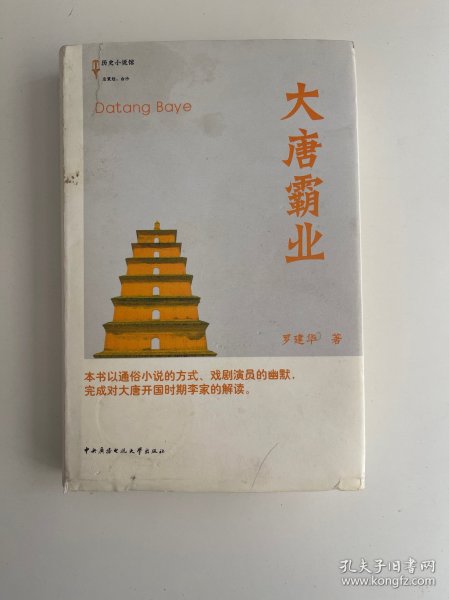 历史小说馆
Datang Baye
大唐霸业
罗建华 著
本书以通俗小说的方式、戏剧演员的幽默，
完成对大唐开国时期李家的解读。
中央广播电视大学出版社
孔夫子旧书网
www.kongfz.com